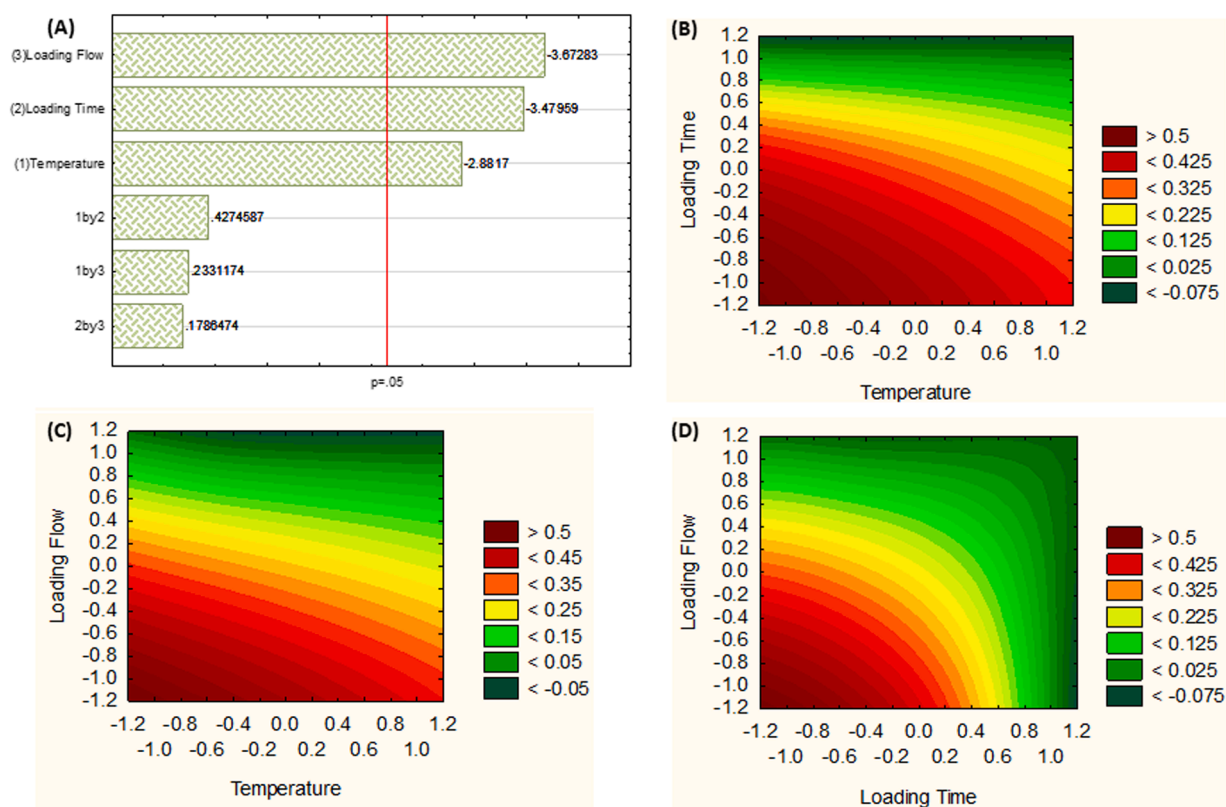 (A)
(3)Loading Flow
-3.67283
(2)Loading Time
-3.47959
(1)Temperature
-2.8817
1by2
.4274587
1by3
.2331174
2by3
.1786474
p=.05
(B)
Loading Time
1.2
1.0
0.8
0.6
0.4
0.2
0.0
-0.2
-0.4
-0.6
-0.8
-1.0
-1.2
-1.2 -0.8 -0.4 0.0 0.4 0.8 1.2
-1.0 -0.6 -0.2 0.2 0.6 1.0
Temperature
> 0.5
< 0.425
< 0.325
< 0.225
< 0.125
< 0.025
< -0.075
(C)
Loading Flow
1.2
1.0
0.8
0.6
0.4
0.2
0.0
-0.2
-0.4
-0.6
-0.8
-1.0
-1.2
-1.2 -0.8 -0.4 0.0 0.4 0.8 1.2
-1.0 -0.6 -0.2 0.2 0.6 1.0
Temperature
> 0.5
< 0.45
< 0.35
< 0.25
< 0.15
< 0.05
< -0.05
(D)
Loading Flow
1.2
1.0
0.8
0.6
0.4
0.2
0.0
-0.2
-0.4
-0.6
-0.8
-1.0
-1.2
-1.2 -0.8 -0.4 0.0 0.4 0.8 1.2
-1.0 -0.6 -0.2 0.2 0.6 1.0
Loading Time
> 0.5
< 0.425
< 0.325
< 0.225
< 0.125
< 0.025
< -0.075